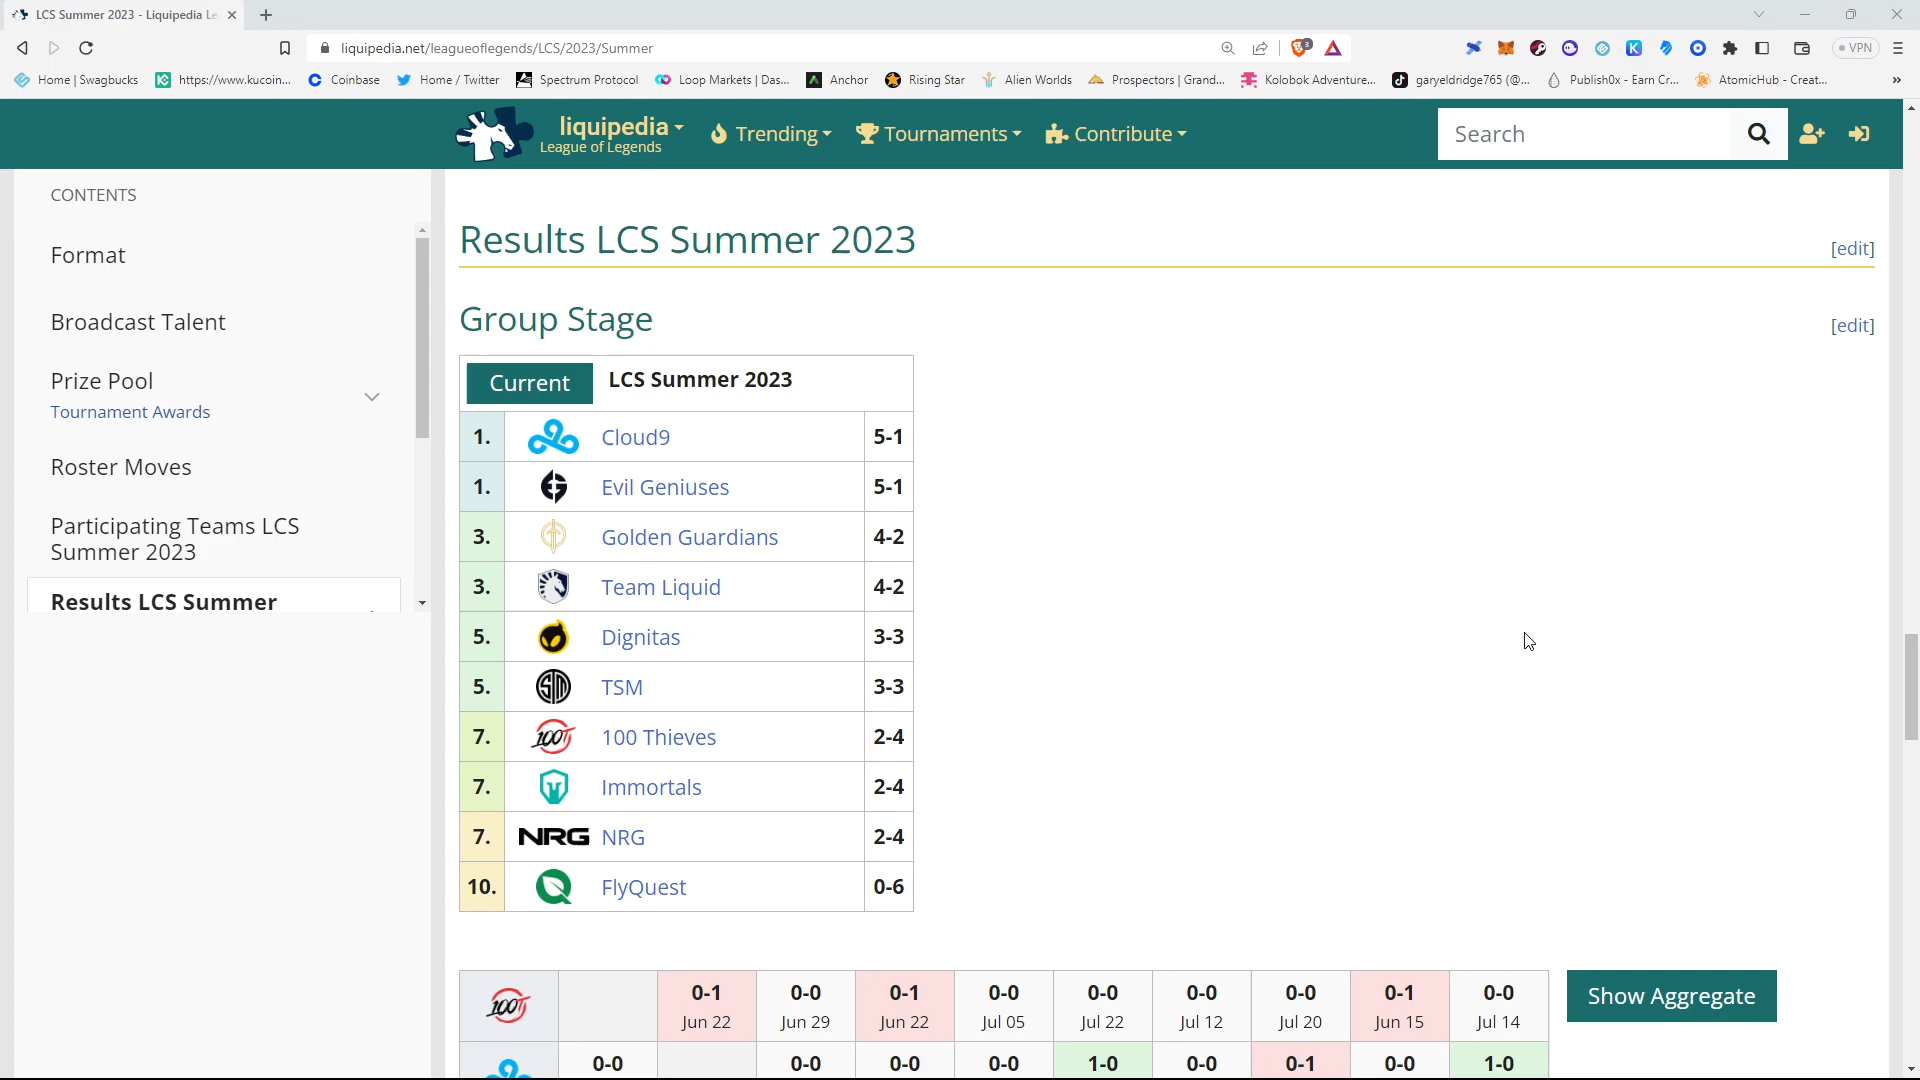 LCS Summer 2023 - Liquipedia Le
liquipedia.net/leagueoflegends/LCS/2023/Summer
3
VPN
Home | Swagbucks
https://www.kucoin...
Coinbase
Home / Twitter
Spectrum Protocol
Loop Markets | Das...
Anchor
Rising Star
Alien Worlds
Prospectors | Grand...
Kolobok Adventure...
garyeldridge765 (@...
Publish0x - Earn Cr...
AtomicHub - Creat...
»
liquipedia
League of Legends
Trending
Tournaments
Contribute
Search
CONTENTS
Format
Broadcast Talent
Prize Pool
Tournament Awards
Roster Moves
Participating Teams LCS
Summer 2023
Results LCS Summer
Results LCS Summer 2023
[edit]
Group Stage
[edit]
Current LCS Summer 2023
1. Cloud9 5-1
1. Evil Geniuses 5-1
3. Golden Guardians 4-2
3. Team Liquid 4-2
5. Dignitas 3-3
5. TSM 3-3
7. 100 Thieves 2-4
7. Immortals 2-4
7. NRG NRG 2-4
10. FlyQuest 0-6
100T 0-1 0-0 0-1 0-0 0-0 0-0 0-0 0-1 0-0
Jun 22 Jun 29 Jun 22 Jul 05 Jul 22 Jul 12 Jul 20 Jun 15 Jul 14
0-0 0-0 0-0 0-0 1-0 0-0 0-1 0-0 1-0
Show Aggregate